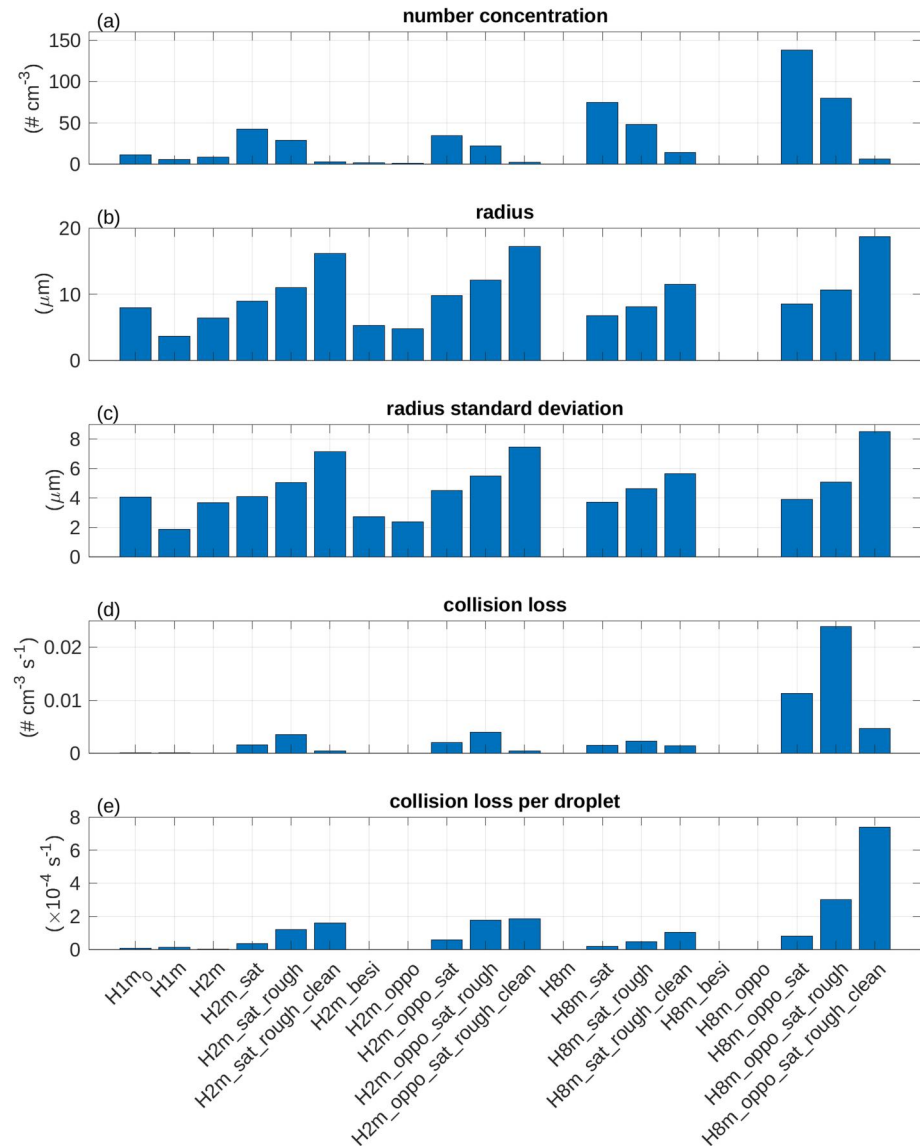 (a)
number concentration
150
100
50
0
(# cm-3)
(b)
radius
20
10
0
(μm)
(c)
radius standard deviation
8
6
4
2
0
(μm)
(d)
collision loss
0.02
0.01
0
(# cm-3 s-1)
(e)
collision loss per droplet
8
6
4
2
0
(×10-4 s-1)
H1m0
H1m
H2m
H2m_sat
H2m_sat_rough
H2m_sat_rough_clean
H2m_besi
H2m_oppo
H2m_oppo_sat
H2m_oppo_sat_rough
H2m_oppo_sat_rough_clean
H8m
H8m_sat
H8m_sat_rough
H8m_sat_rough_clean
H8m_besi
H8m_oppo
H8m_oppo_sat
H8m_oppo_sat_rough
H8m_oppo_sat_rough_clean